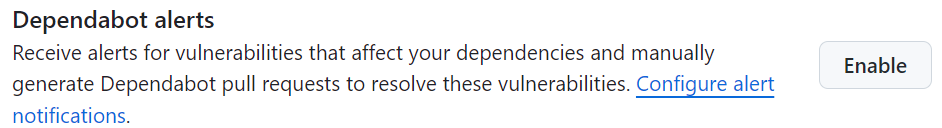 Dependabot alerts
Receive alerts for vulnerabilities that affect your dependencies and manually
generate Dependabot pull requests to resolve these vulnerabilities. Configure alert
notifications.
Enable